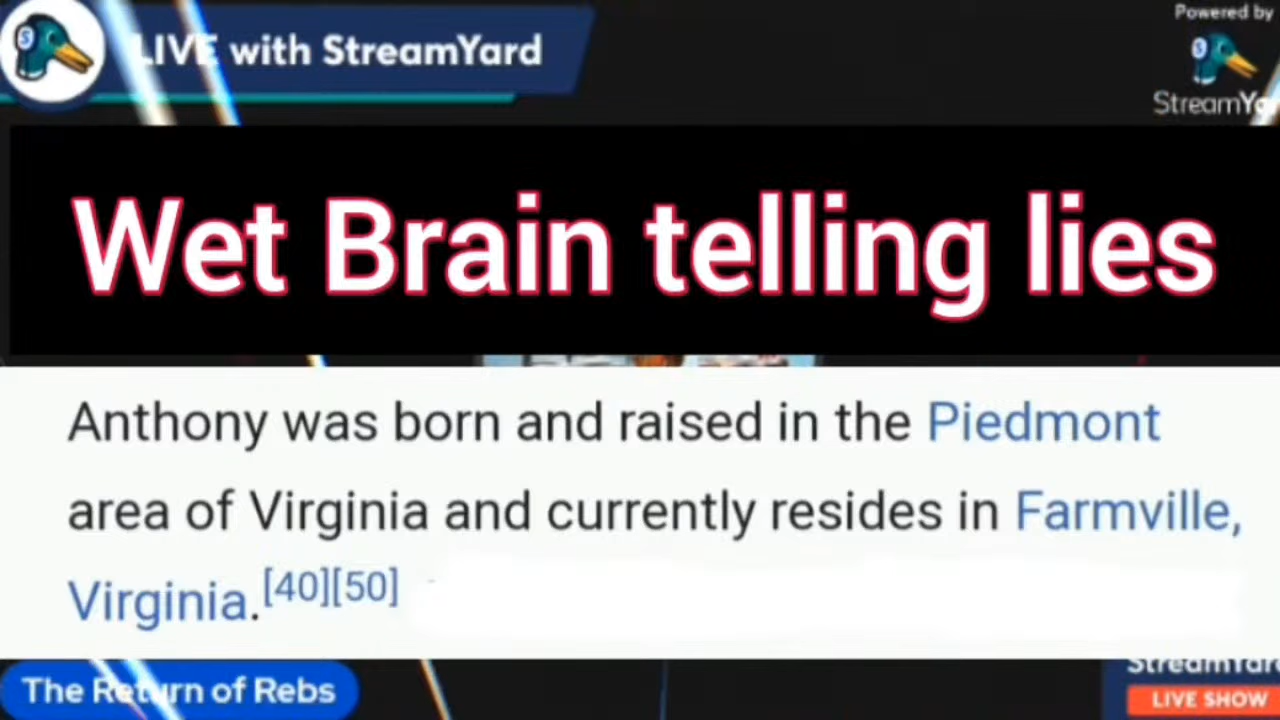 LIVE with StreamYard
Powered by
StreamYa
Wet Brain telling lies
Anthony was born and raised in the Piedmont
area of Virginia and currently resides in Farmville,
Virginia.[40][50]
The Return of Rebs
StreamYard
LIVE SHOW